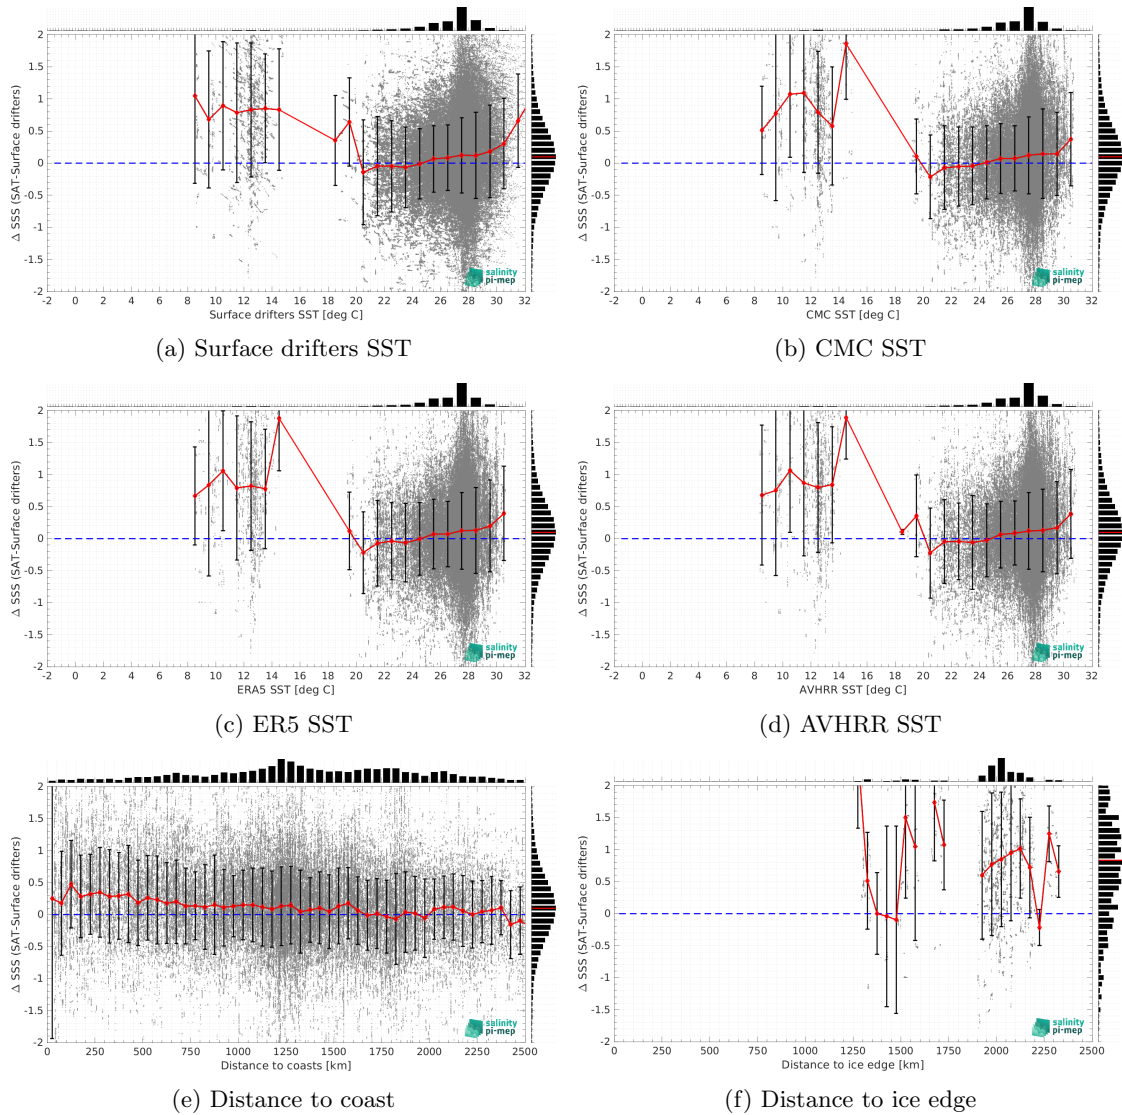 2
1.5
1
0.5
0
-0.5
-1
-1.5
-2
Δ SSS (SAT-Surface drifters)
salinity
pi-mep
-2 0 2 4 6 8 10 12 14 16 18 20 22 24 26 28 30 32
Surface drifters SST [deg C]
(a) Surface drifters SST
2
1.5
1
0.5
0
-0.5
-1
-1.5
-2
Δ SSS (SAT-Surface drifters)
salinity
pi-mep
-2 0 2 4 6 8 10 12 14 16 18 20 22 24 26 28 30 32
CMC SST [deg C]
(b) CMC SST
2
1.5
1
0.5
0
-0.5
-1
-1.5
-2
Δ SSS (SAT-Surface drifters)
salinity
pi-mep
-2 0 2 4 6 8 10 12 14 16 18 20 22 24 26 28 30 32
ERA5 SST [deg C]
(c) ER5 SST
2
1.5
1
0.5
0
-0.5
-1
-1.5
-2
Δ SSS (SAT-Surface drifters)
salinity
pi-mep
-2 0 2 4 6 8 10 12 14 16 18 20 22 24 26 28 30 32
AVHRR SST [deg C]
(d) AVHRR SST
2
1.5
1
0.5
0
-0.5
-1
-1.5
-2
Δ SSS (SAT-Surface drifters)
salinity
pi-mep
0 250 500 750 1000 1250 1500 1750 2000 2250 2500
Distance to coasts [km]
(e) Distance to coast
2
1.5
1
0.5
0
-0.5
-1
-1.5
-2
Δ SSS (SAT-Surface drifters)
salinity
pi-mep
0 250 500 750 1000 1250 1500 1750 2000 2250 2500
Distance to ice edge [km]
(f) Distance to ice edge